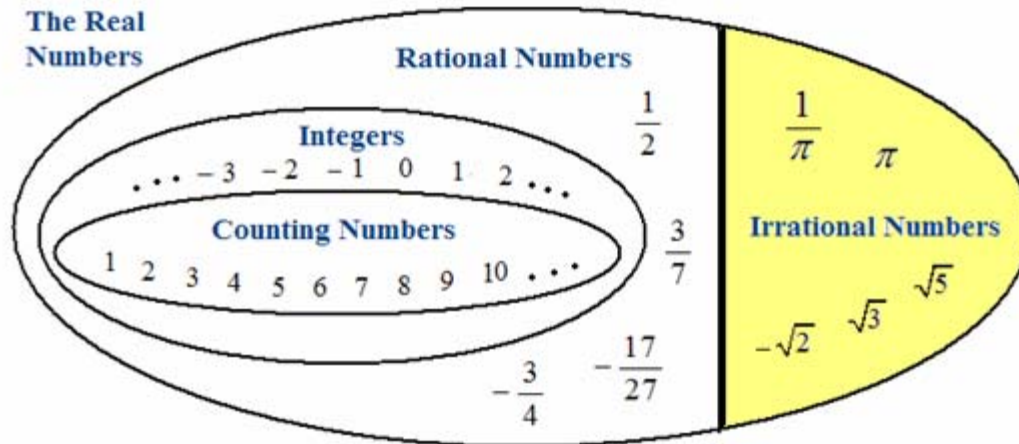 The Real
Numbers
Rational Numbers
1/2
1/π
π
Integers
... -3 -2 -1 0 1 2 ...
Counting Numbers
1 2 3 4 5 6 7 8 9 10 ...
3/7
Irrational Numbers
-√2 √3 √5
-3/4
-17/27